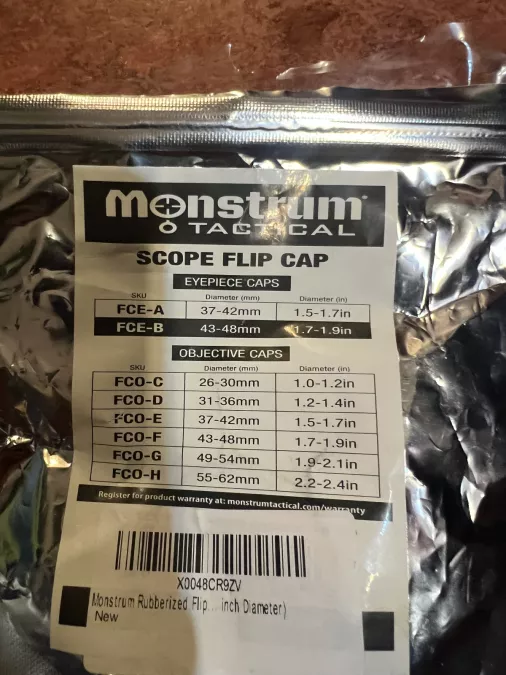 Monstrum®
TACTICAL
SCOPE FLIP CAP
EYEPIECE CAPS
SKU Diameter (mm) Diameter (in)
FCE-A 37-42mm 1.5-1.7in
FCE-B 43-48mm 1.7-1.9in
OBJECTIVE CAPS
SKU Diameter (mm) Diameter (in)
FCO-C 26-30mm 1.0-1.2in
FCO-D 31-36mm 1.2-1.4in
FCO-E 37-42mm 1.5-1.7in
FCO-F 43-48mm 1.7-1.9in
FCO-G 49-54mm 1.9-2.1in
FCO-H 55-62mm 2.2-2.4in
Register for product warranty at: monstrumtactical.com/warranty
X0048CR9ZV
Monstrum Rubberized Flip ... inch Diameter)
New